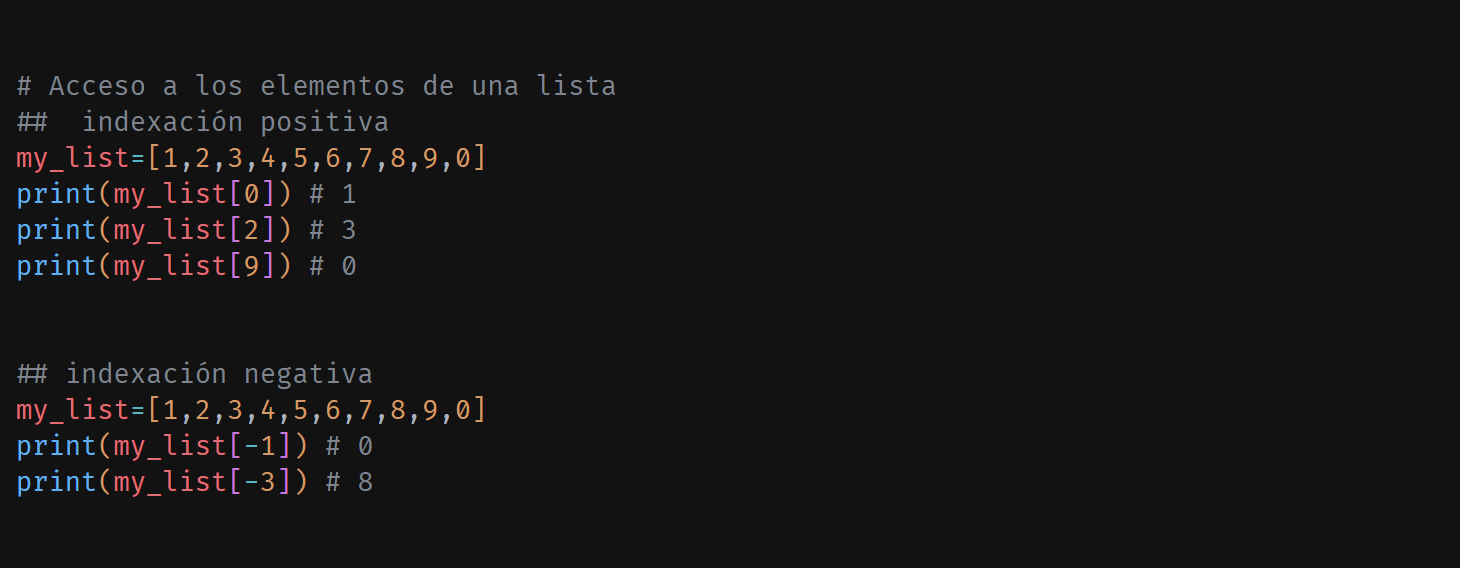 # Acceso a los elementos de una lista
##  indexación positiva
my_list=[1,2,3,4,5,6,7,8,9,0]
print(my_list[0]) # 1
print(my_list[2]) # 3
print(my_list[9]) # 0
## indexación negativa
my_list=[1,2,3,4,5,6,7,8,9,0]
print(my_list[-1]) # 0
print(my_list[-3]) # 8